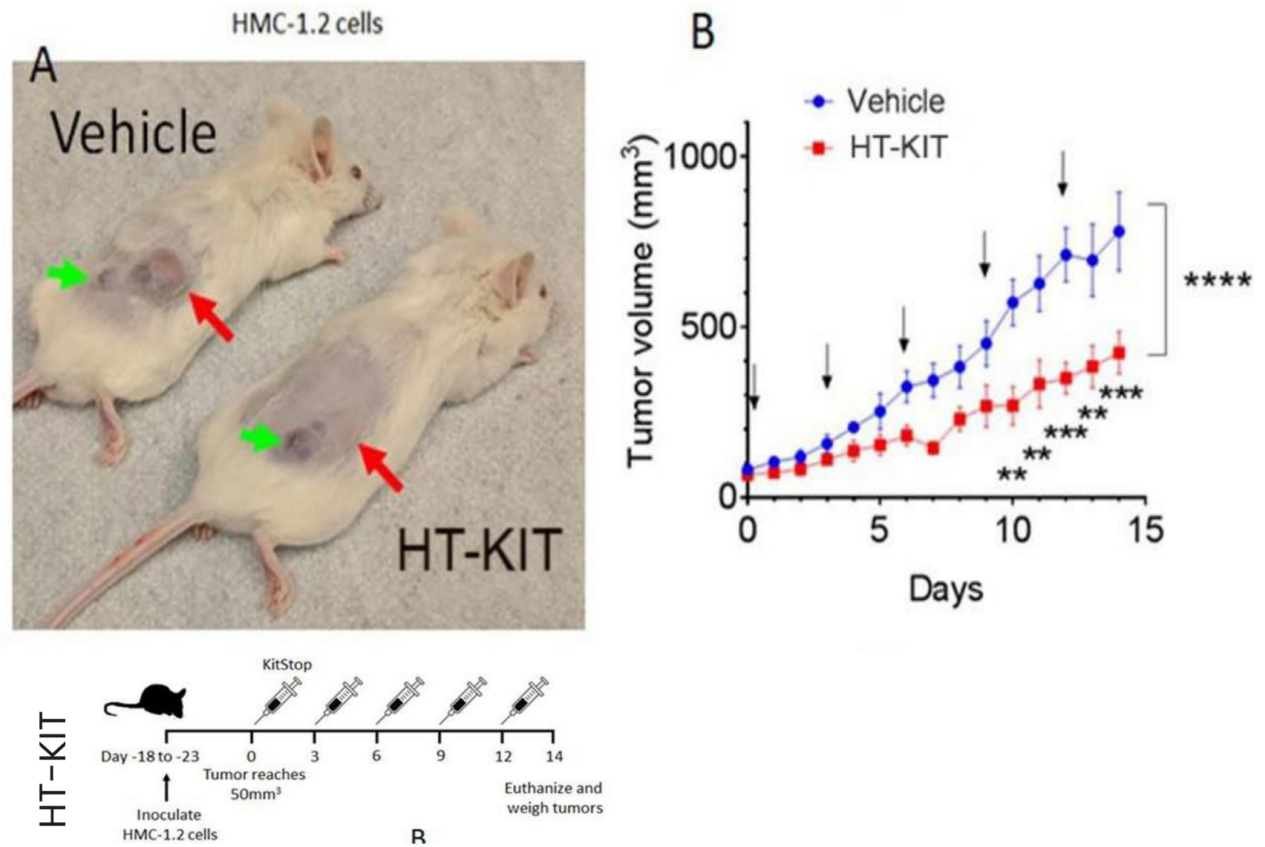 HMC-1.2 cells
A
Vehicle
HT-KIT
B
Vehicle
HT-KIT
Tumor volume (mm³)
1000
500
0
0 5 10 15
Days
****
**
**
***
**
***
HT-KIT
KitStop
Day -18 to -23 0 3 6 9 12 14
Tumor reaches
50mm³
Inoculate
HMC-1.2 cells
Euthanize and
weigh tumors
B